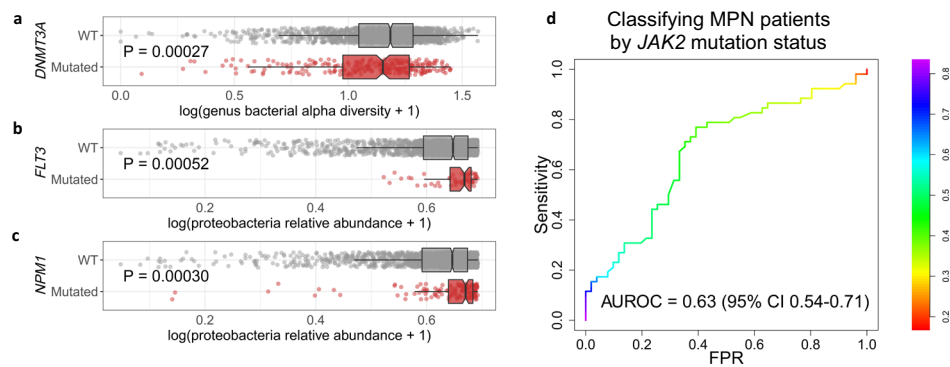 a
DNMT3A
WT
Mutated
P = 0.00027
0.0 0.5 1.0 1.5
log(genus bacterial alpha diversity + 1)
b
FLT3
WT
Mutated
P = 0.00052
0.2 0.4 0.6
log(proteobacteria relative abundance + 1)
c
NPM1
WT
Mutated
P = 0.00030
0.2 0.4 0.6
log(proteobacteria relative abundance + 1)
d
Classifying MPN patients
by JAK2 mutation status
Sensitivity
1.0
0.8
0.6
0.4
0.2
0.0
AUROC = 0.63 (95% CI 0.54-0.71)
0.0 0.2 0.4 0.6 0.8 1.0
FPR
0.8
0.7
0.6
0.5
0.4
0.3
0.2